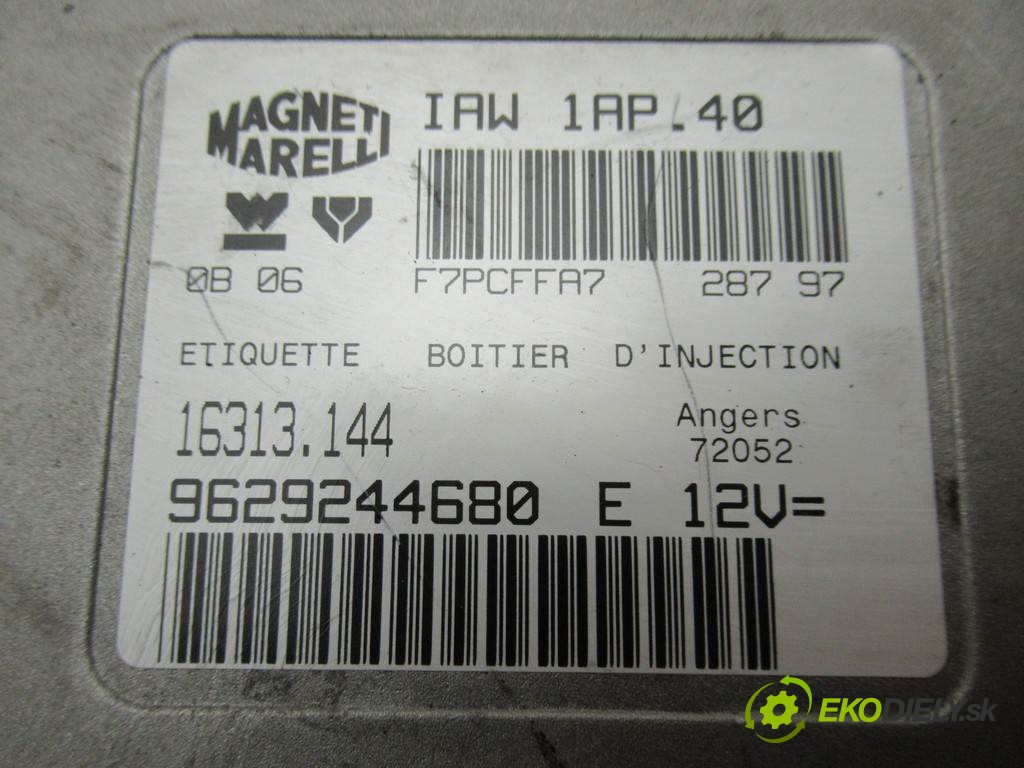 MAGNETI MARELLI
IAW 1AP.40
0B 06 F7PCFFA7 287 97
ETIQUETTE BOITIER D'INJECTION
16313.144 Angers
72052
9629244680 E 12V=
EKODIELY.sk